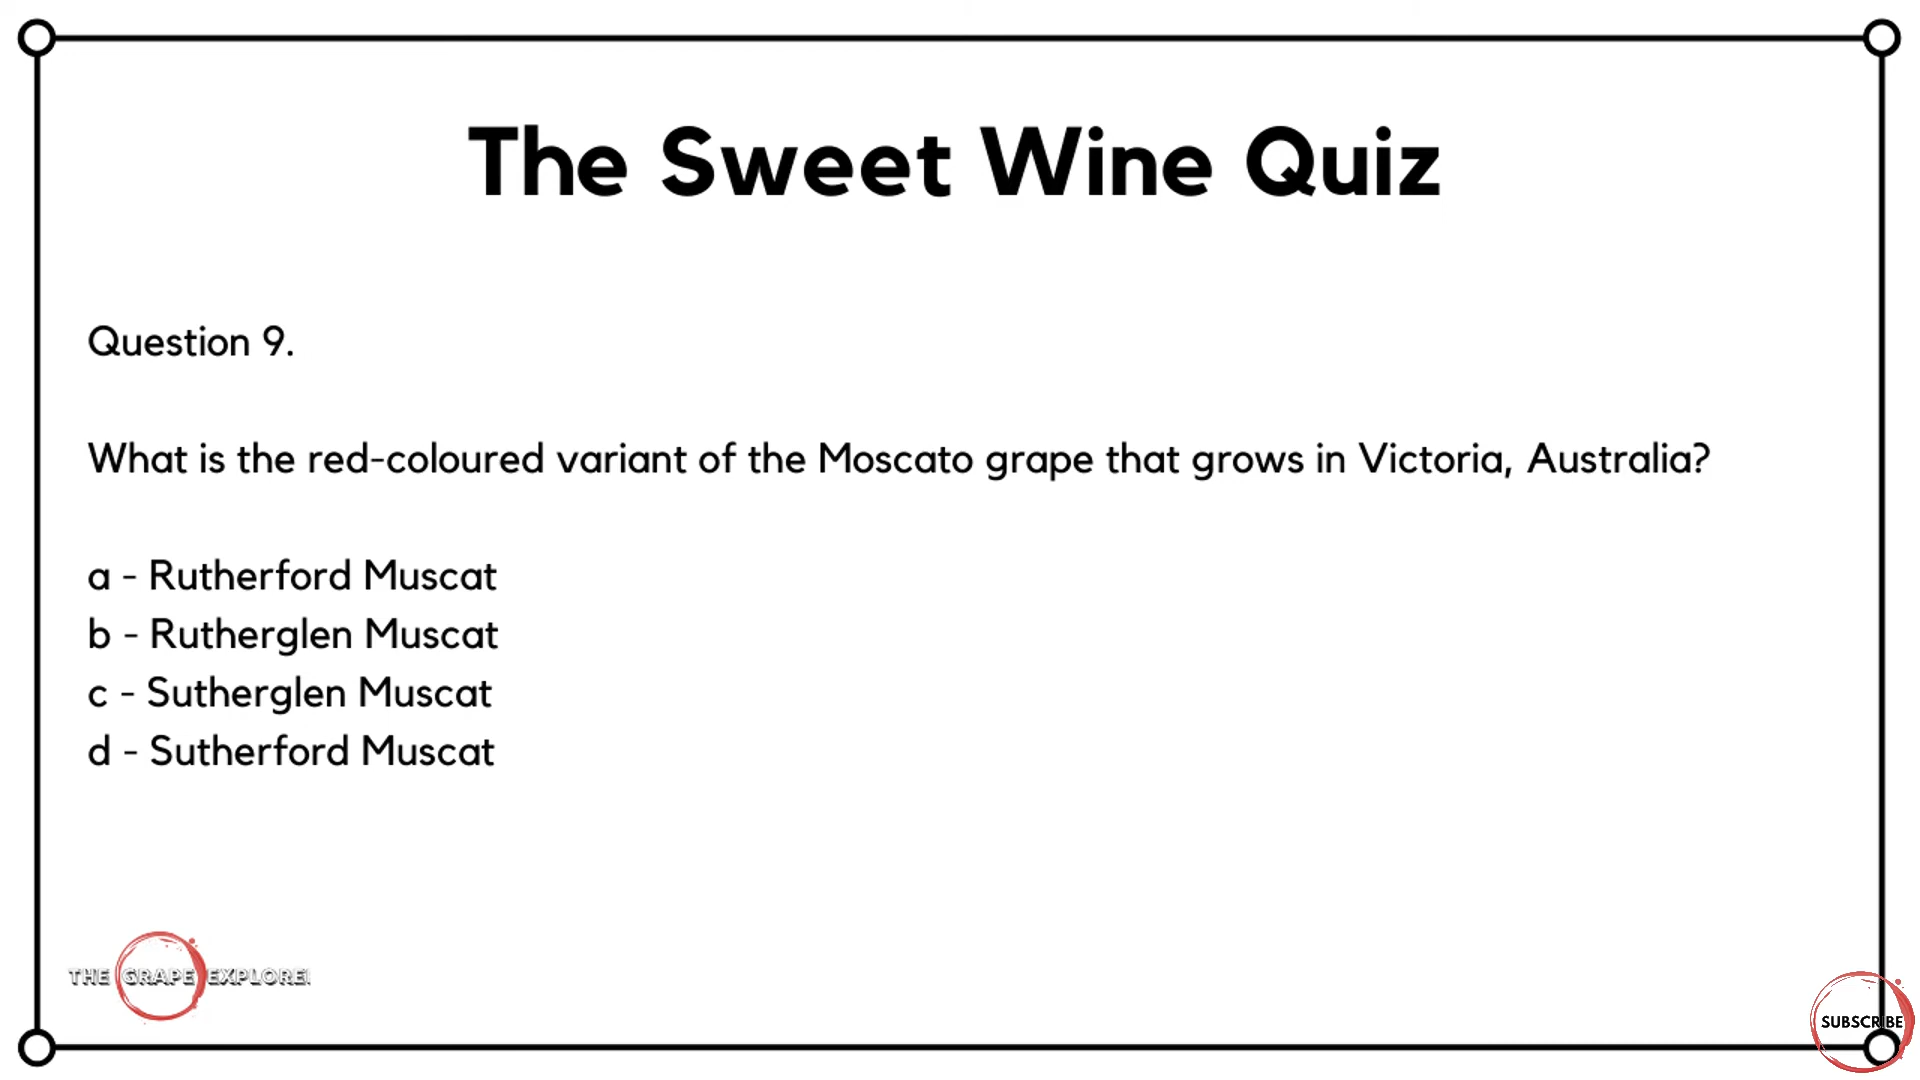 The Sweet Wine Quiz
Question 9.
What is the red-coloured variant of the Moscato grape that grows in Victoria, Australia?
a - Rutherford Muscat
b - Rutherglen Muscat
c - Sutherglen Muscat
d - Sutherford Muscat
THE GRAPE EXPLORE
SUBSCRIBE